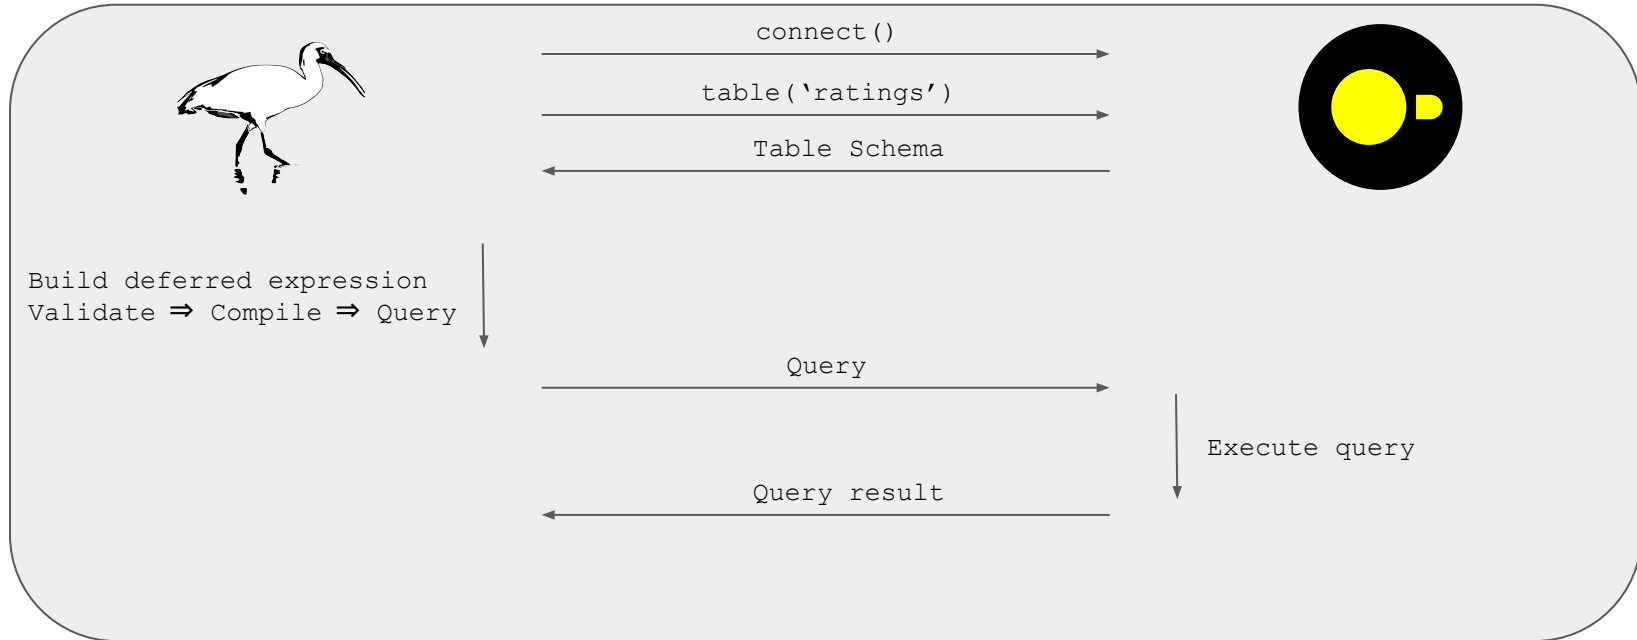 connect()
table(‘ratings’)
Table Schema
Build deferred expression
Validate ⇒ Compile ⇒ Query
Query
Execute query
Query result